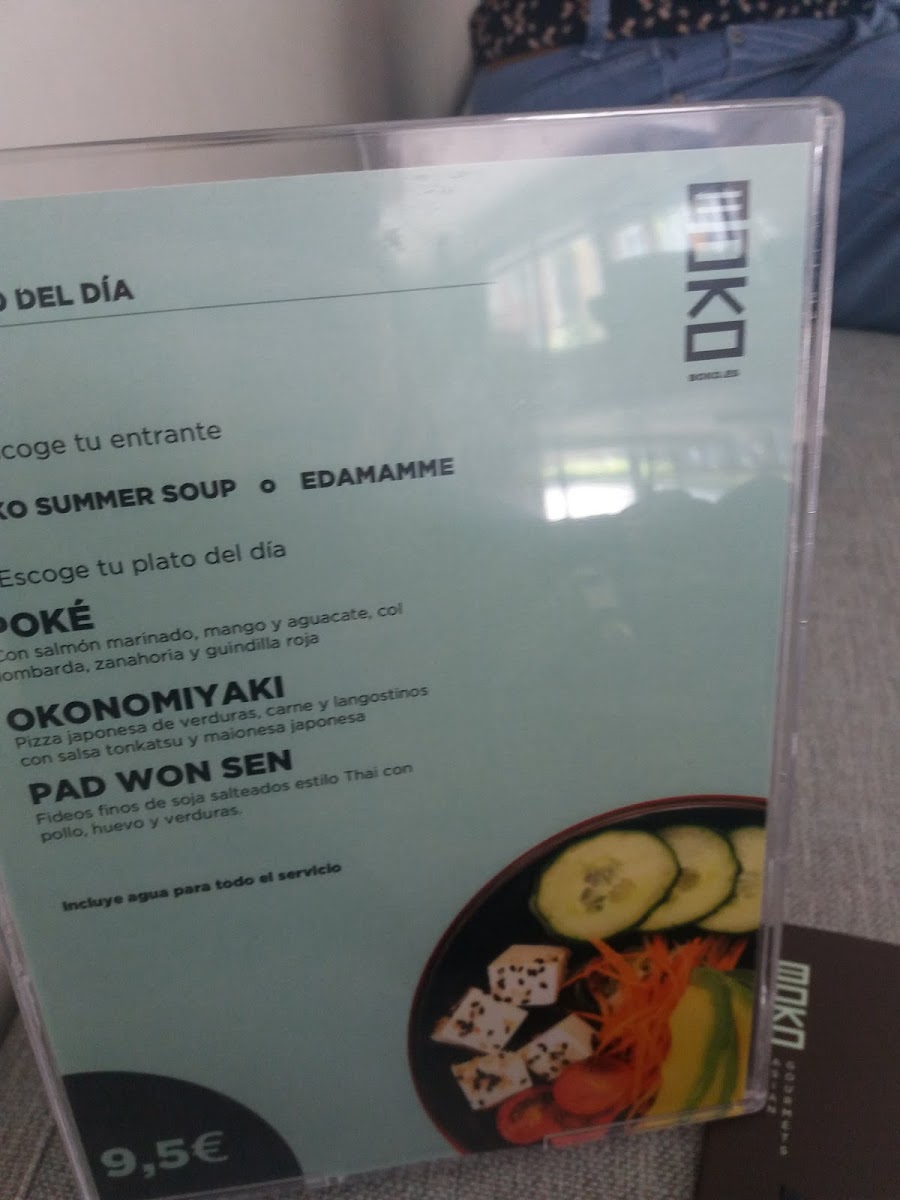 DEL DÍA
MOKO
coge tu entrante
KO SUMMER SOUP o EDAMAMME
Escoge tu plato del día
POKÉ
Con salmón marinado, mango y aguacate, col
lombarda, zanahoria y guindilla roja
OKONOMIYAKI
Pizza japonesa de verduras, carne y langostinos
con salsa tonkatsu y maionesa japonesa
PAD WON SEN
Fideos finos de soja salteados estilo Thai con
pollo, huevo y verduras.
Incluye agua para todo el servicio
9,5€
MOKO
GOURMETS
ASIAN